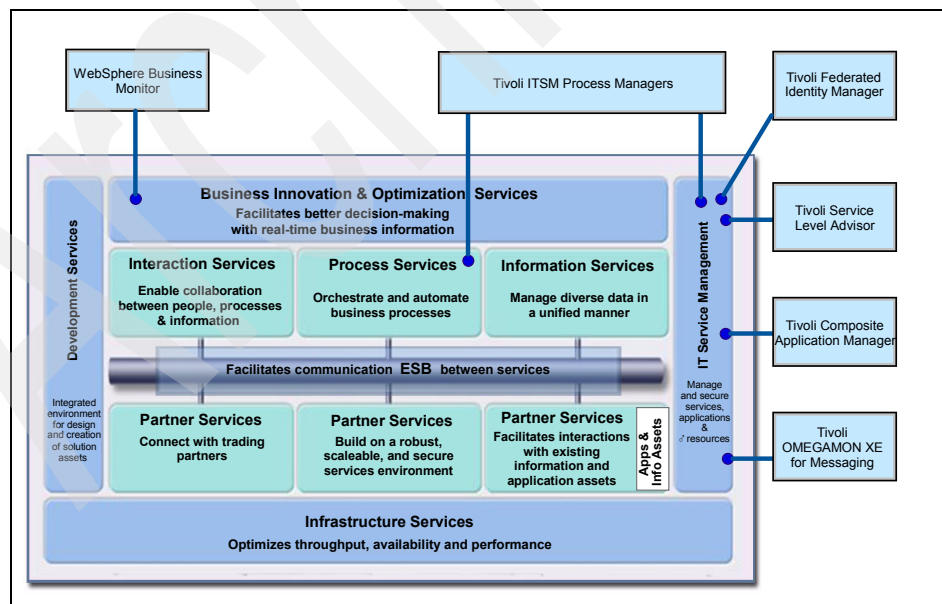 WebSphere Business
Monitor
Tivoli ITSM Process Managers
Tivoli Federated
Identity Manager
Tivoli Service
Level Advisor
Tivoli Composite
Application Manager
Tivoli
OMEGAMON XE
for Messaging
Development Services
Integrated
environment
for design
and creation
of solution
assets
Business Innovation & Optimization Services
Facilitates better decision-making
with real-time business information
Interaction Services
Enable collaboration
between people, processes
& information
Process Services
Orchestrate and automate
business processes
Information Services
Manage diverse data in
a unified manner
Facilitates communication ESB between services
Partner Services
Connect with trading
partners
Partner Services
Build on a robust,
scaleable, and secure
services environment
Partner Services
Facilitates interactions
with existing
information and
application assets
Apps &
Info Assets
IT Service Management
Manage
and secure
services,
applications
&
♂ resources
Infrastructure Services
Optimizes throughput, availability and performance